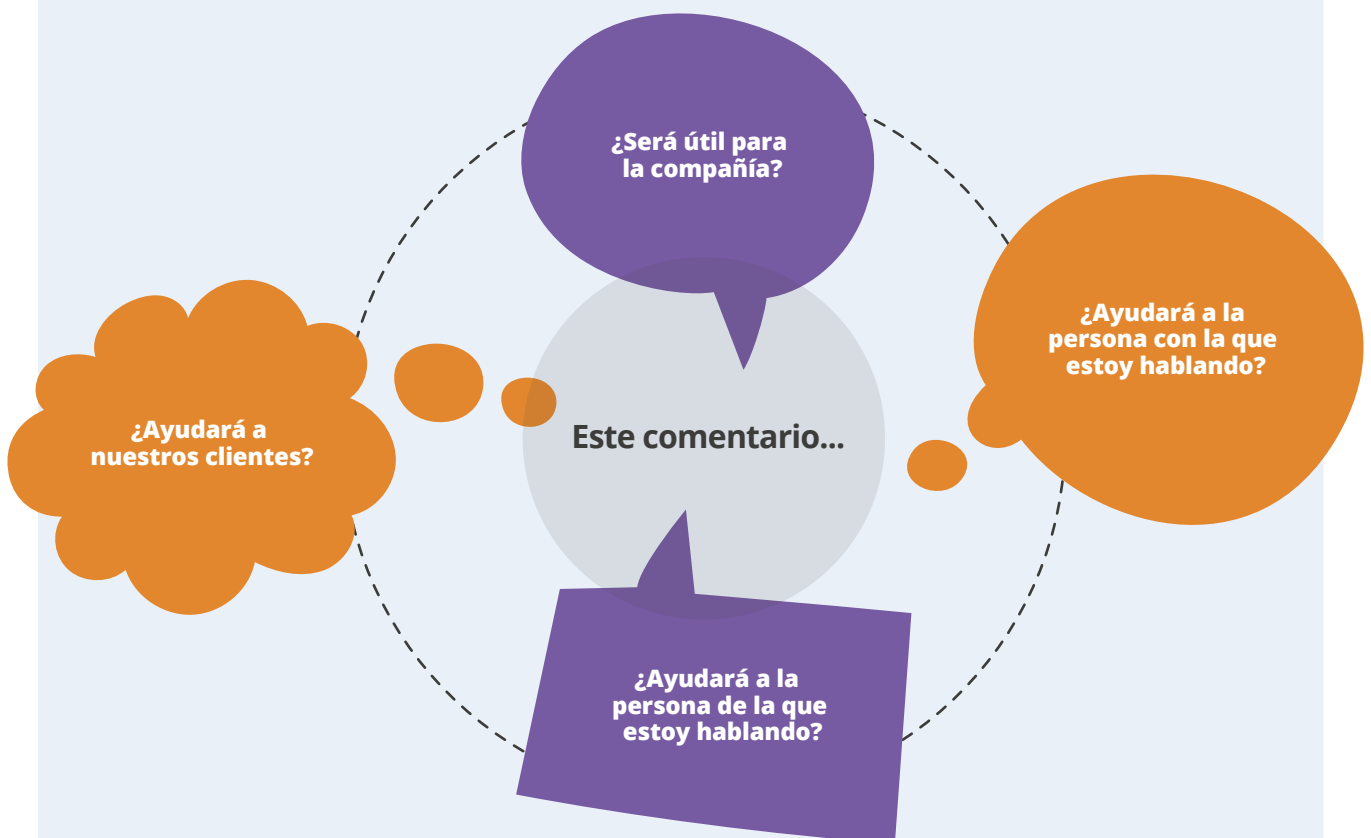 ¿Será útil para
la compañía?
¿Ayudará a la
persona con la que
estoy hablando?
¿Ayudará a
nuestros clientes?
Este comentario...
¿Ayudará a la
persona de la que
estoy hablando?